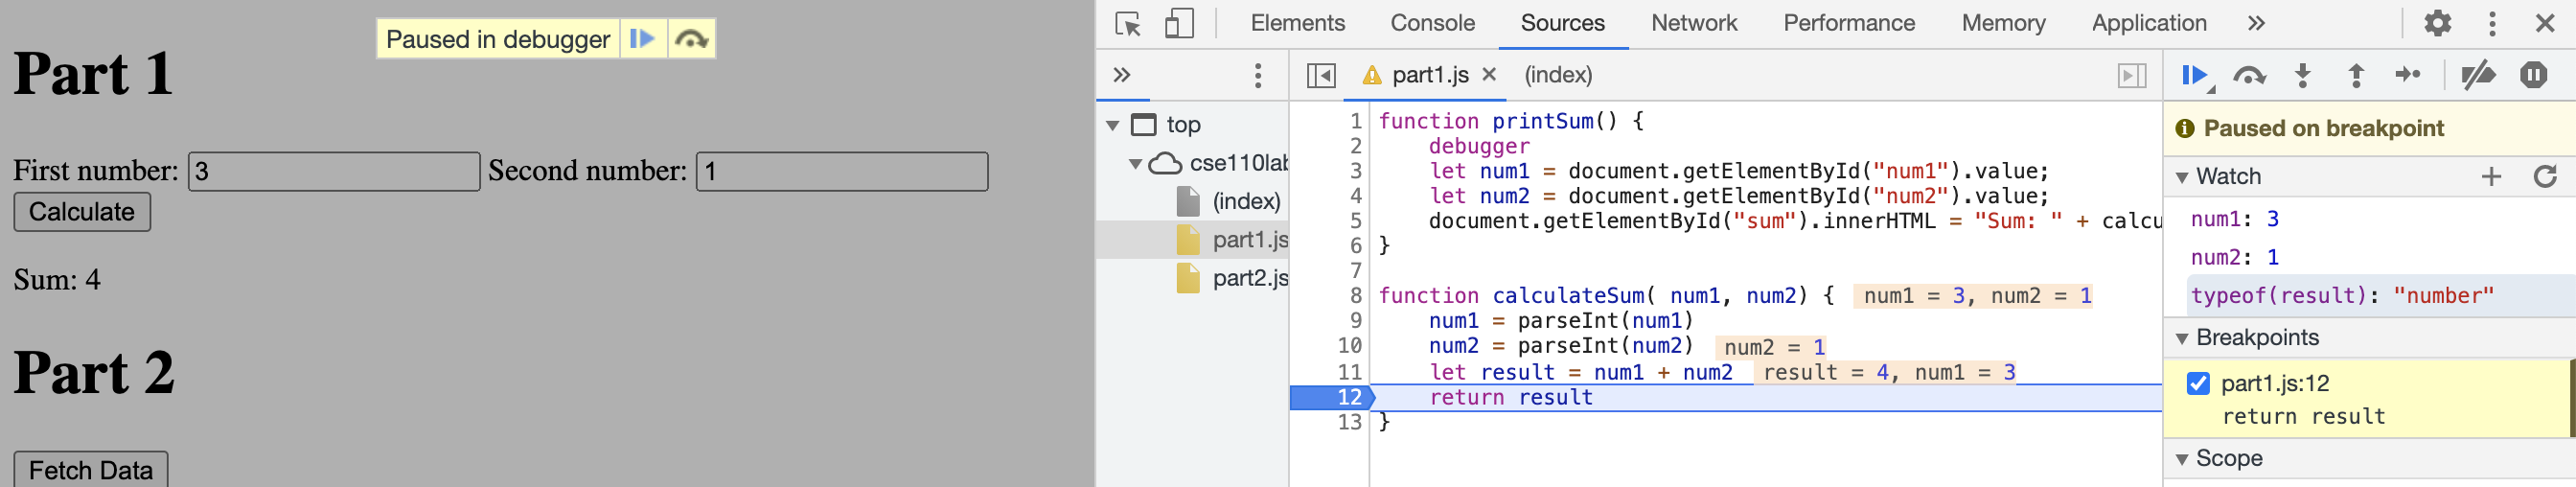 Paused in debugger
Part 1
First number: 3 Second number: 1
Calculate
Sum: 4
Part 2
Fetch Data
Elements Console Sources Network Performance Memory Application
part1.js (index)
top
cse110lab
(index)
part1.js
part2.js
1 function printSum() {
2 debugger
3 let num1 = document.getElementById("num1").value;
4 let num2 = document.getElementById("num2").value;
5 document.getElementById("sum").innerHTML = "Sum: " + calcu
6 }
7
8 function calculateSum( num1, num2) { num1 = 3, num2 = 1
9 num1 = parseInt(num1)
10 num2 = parseInt(num2) num2 = 1
11 let result = num1 + num2 result = 4, num1 = 3
12 return result
13 }
Paused on breakpoint
Watch
num1: 3
num2: 1
typeof(result): "number"
Breakpoints
part1.js:12
return result
Scope